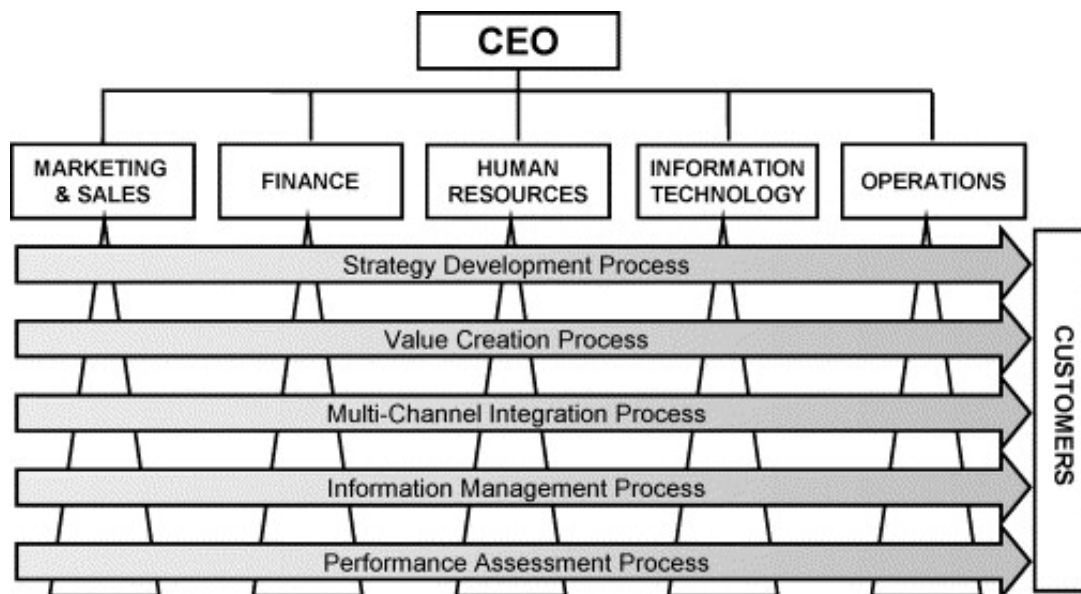 CEO
MARKETING
& SALES
FINANCE
HUMAN
RESOURCES
INFORMATION
TECHNOLOGY
OPERATIONS
Strategy Development Process
Value Creation Process
Multi-Channel Integration Process
Information Management Process
Performance Assessment Process
CUSTOMERS